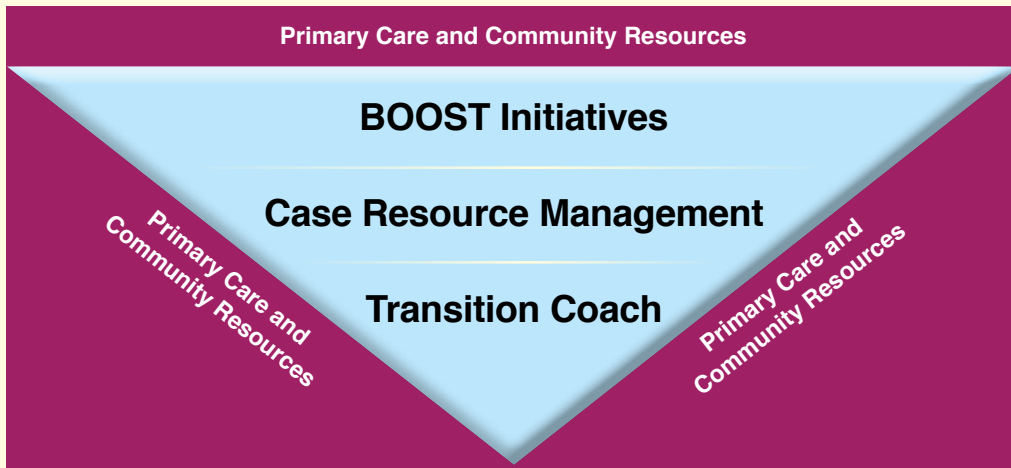 Primary Care and Community Resources
BOOST Initiatives
Case Resource Management
Transition Coach
Primary Care and
Community Resources
Primary Care and
Community Resources